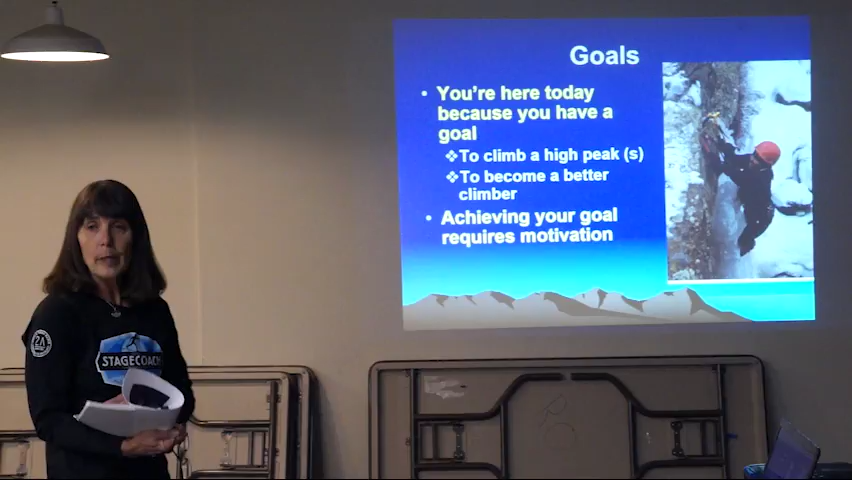 Goals
• You're here today
because you have a
goal
❖To climb a high peak (s)
❖To become a better
climber
• Achieving your goal
requires motivation
STAGECOACH